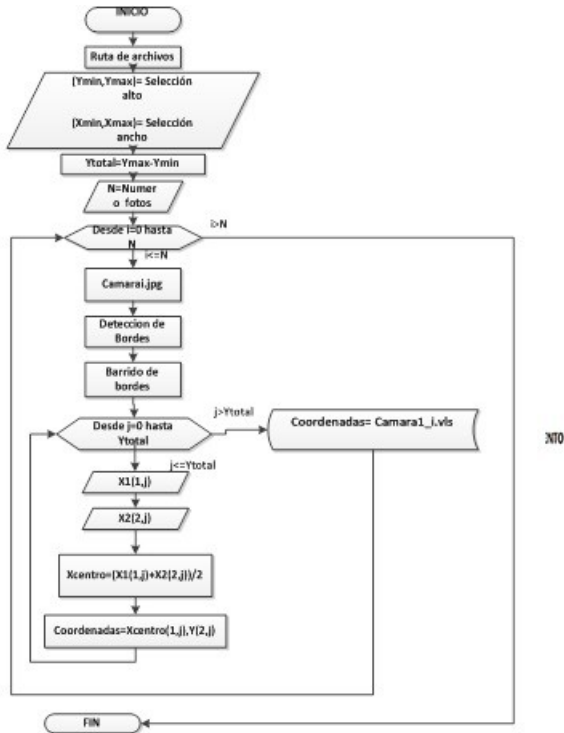 INICIO
Ruta de archivos
(Ymin,Ymax)= Selección
alto
(Xmin,Xmax)= Selección
ancho
Ytotal=Ymax-Ymin
N=Numer
o fotos
Desde i=0 hasta
N
i>N
i<=N
Camarai.jpg
Deteccion de
Bordes
Barrido de
bordes
Desde j=0 hasta
Ytotal
j>Ytotal
Coordenadas= Camara1_i.vls
j<=Ytotal
X1(1,j)
X2(2,j)
Xcentro=(X1(1,j)+X2(2,j))/2
Coordenadas=Xcentro(1,j),Y(2,j)
FIN